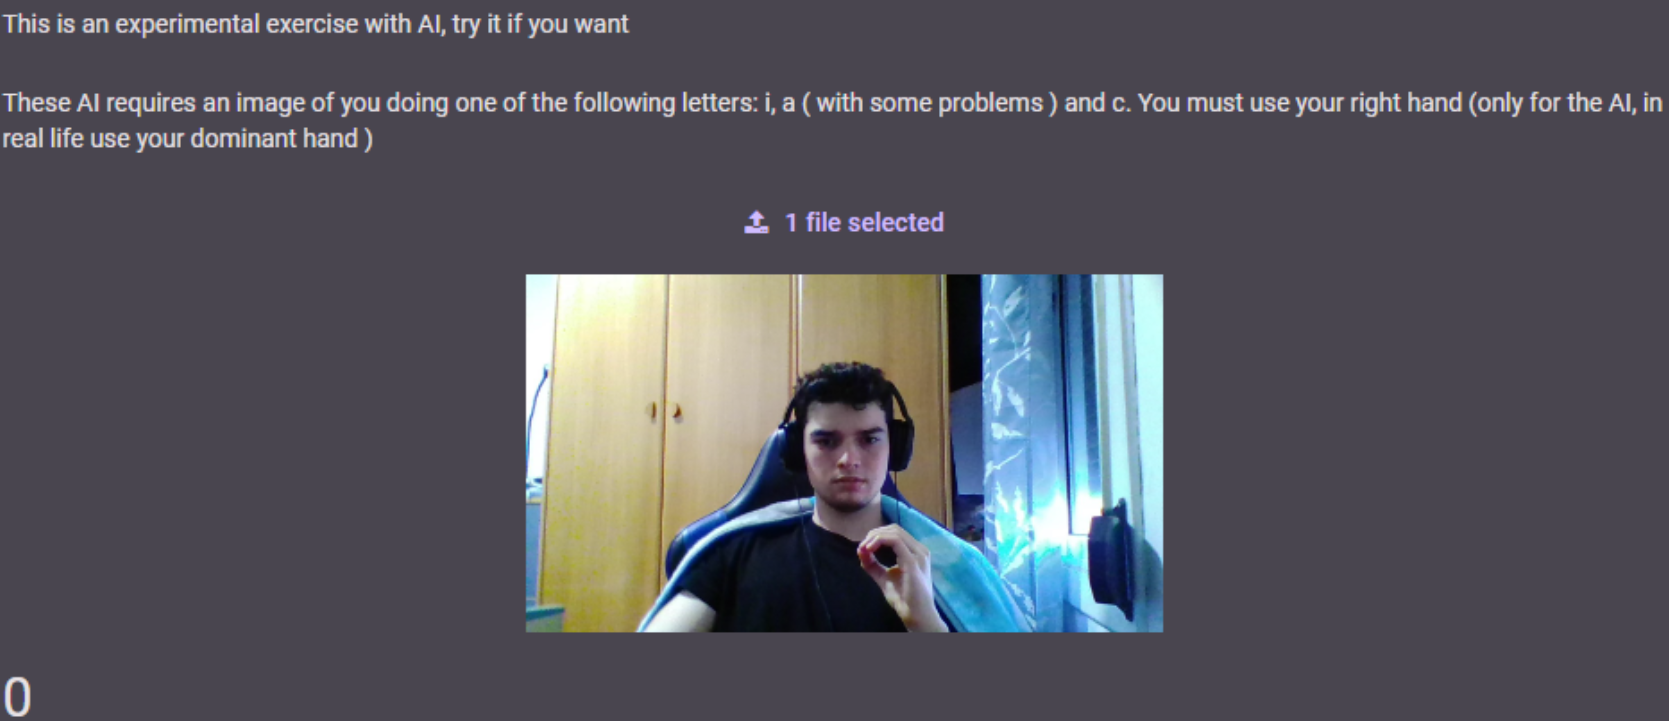 This is an experimental exercise with AI, try it if you want
These AI requires an image of you doing one of the following letters: i, a ( with some problems ) and c. You must use your right hand (only for the AI, in
real life use your dominant hand )
1 file selected
0